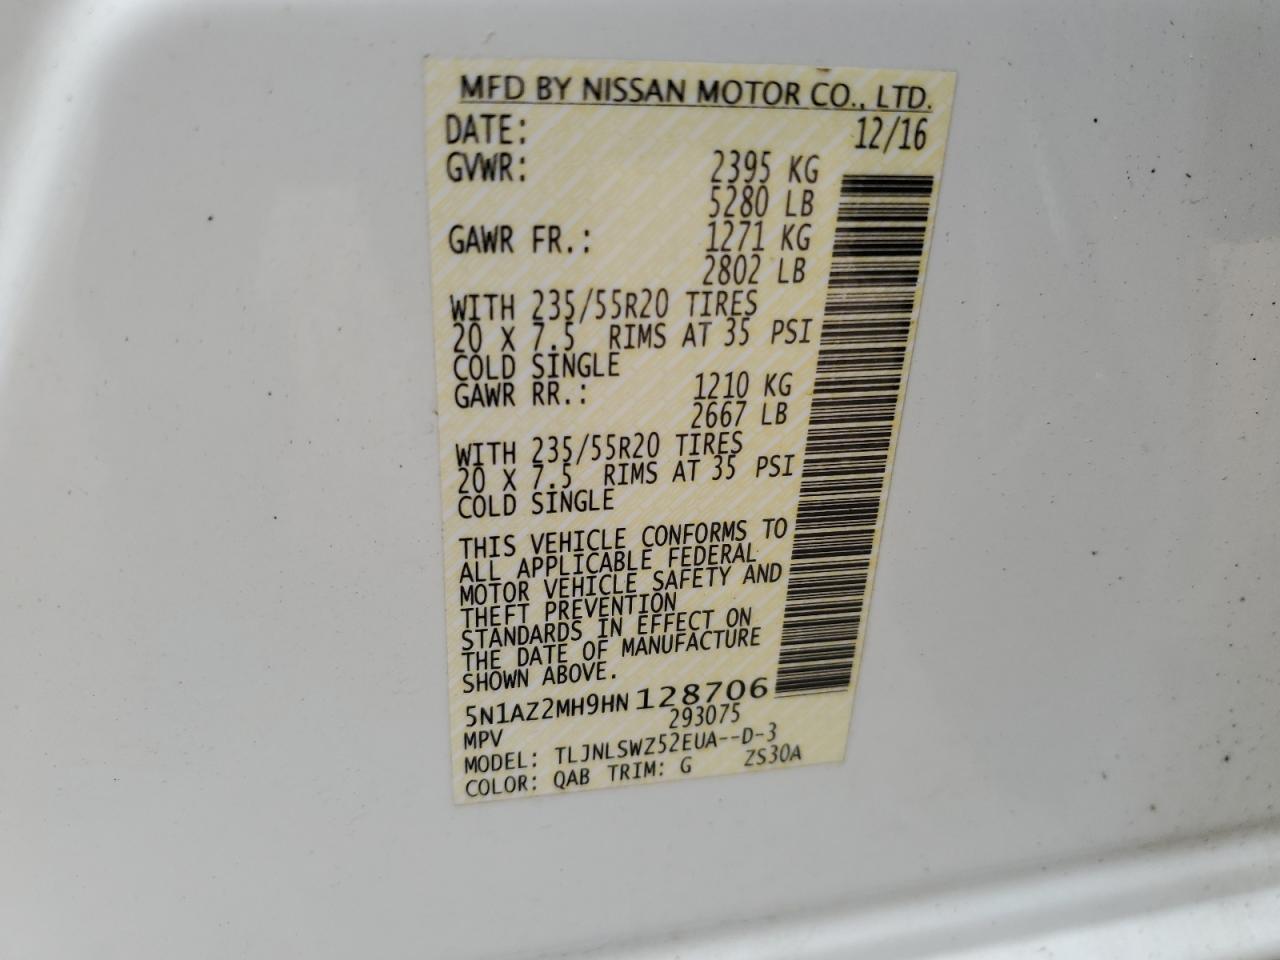 MFD BY NISSAN MOTOR CO., LTD.
DATE: 12/16
GVWR: 2395 KG
5280 LB
GAWR FR.: 1271 KG
2802 LB
WITH 235/55R20 TIRES
20 X 7.5 RIMS AT 35 PSI
COLD SINGLE
GAWR RR.: 1210 KG
2667 LB
WITH 235/55R20 TIRES
20 X 7.5 RIMS AT 35 PSI
COLD SINGLE
THIS VEHICLE CONFORMS TO
ALL APPLICABLE FEDERAL
MOTOR VEHICLE SAFETY AND
THEFT PREVENTION
STANDARDS IN EFFECT ON
THE DATE OF MANUFACTURE
SHOWN ABOVE.
5N1AZ2MH9HN128706
MPV 293075
MODEL: TLJNLSWZ52EUA--D-3
COLOR: QAB TRIM: G ZS30A